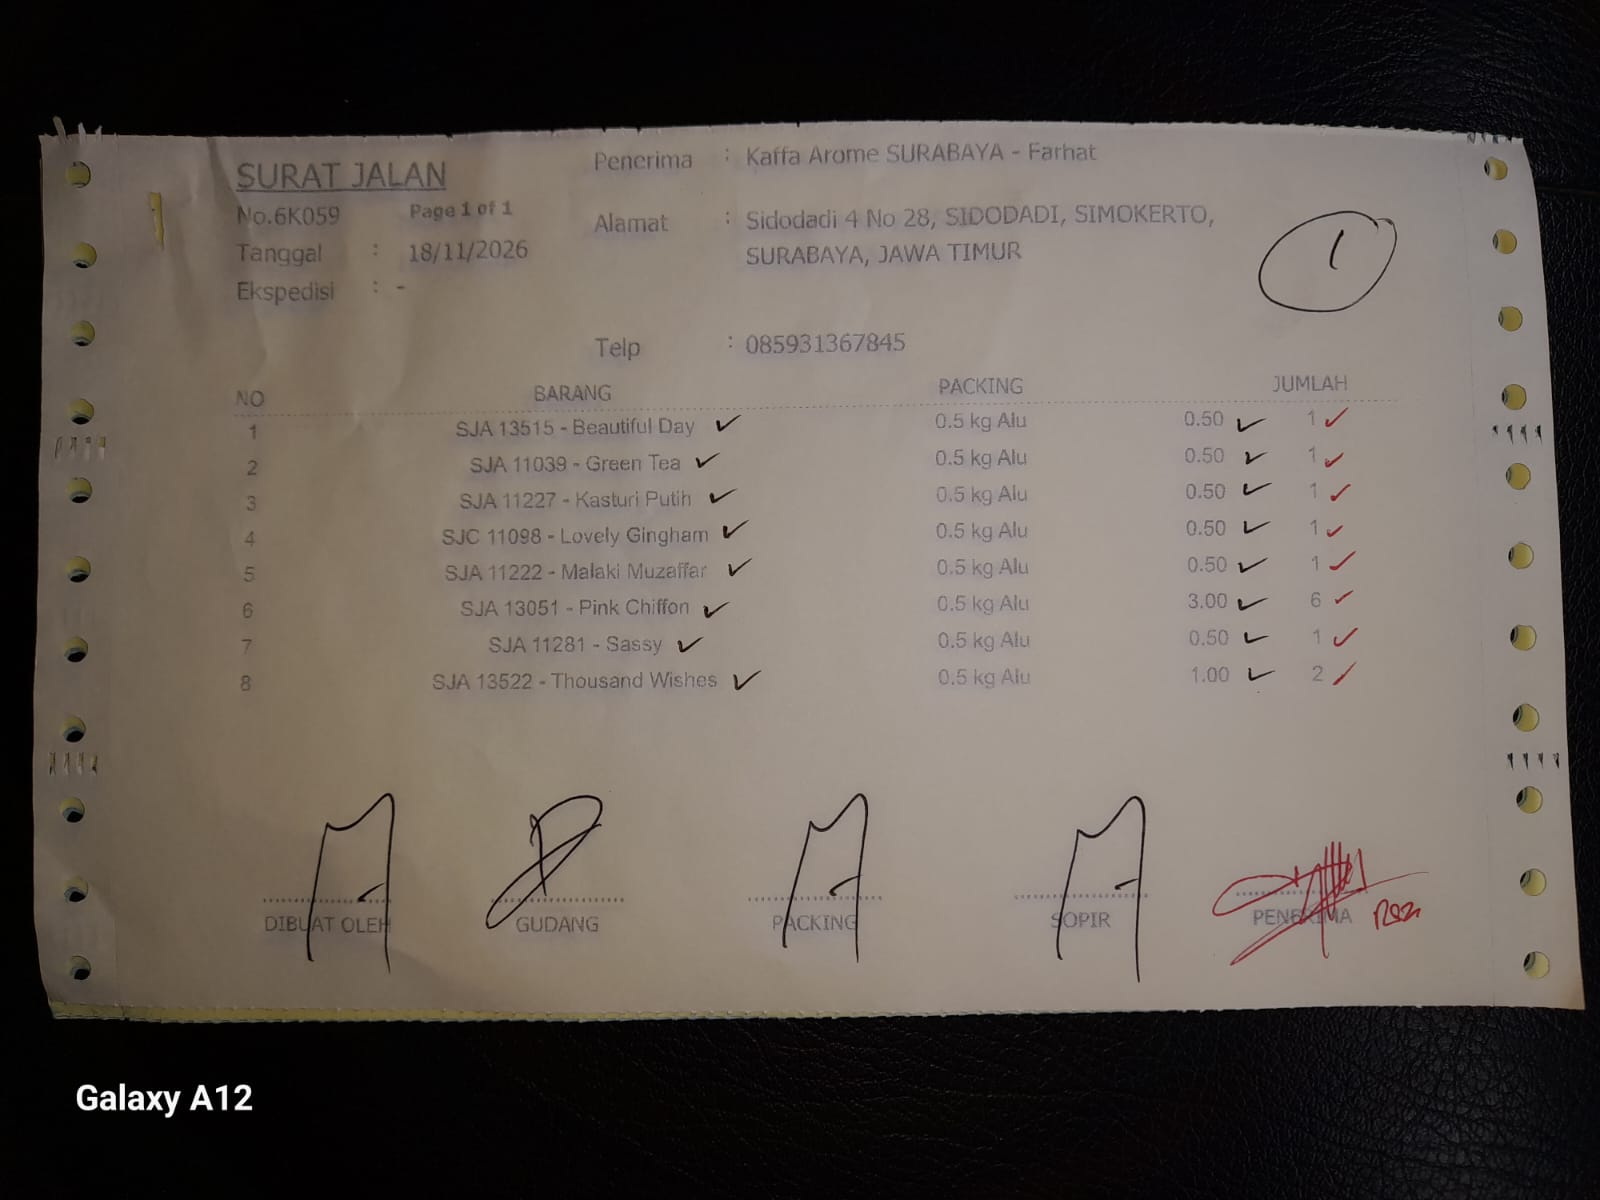 SURAT JALAN
No.6K059 Page 1 of 1
Tanggal : 18/11/2026
Ekspedisi : -
Penerima : Kaffa Arome SURABAYA - Farhat
Alamat : Sidodadi 4 No 28, SIDODADI, SIMOKERTO,
SURABAYA, JAWA TIMUR
Telp : 085931367845
1
NO BARANG PACKING JUMLAH
1 SJA 13515 - Beautiful Day 0.5 kg Alu 0.50 1
2 SJA 11039 - Green Tea 0.5 kg Alu 0.50 1
3 SJA 11227 - Kasturi Putih 0.5 kg Alu 0.50 1
4 SJC 11098 - Lovely Gingham 0.5 kg Alu 0.50 1
5 SJA 11222 - Malaki Muzaffar 0.5 kg Alu 0.50 1
6 SJA 13051 - Pink Chiffon 0.5 kg Alu 3.00 6
7 SJA 11281 - Sassy 0.5 kg Alu 0.50 1
8 SJA 13522 - Thousand Wishes 0.5 kg Alu 1.00 2
DIBUAT OLEH GUDANG PACKING SOPIR PENERIMA
Galaxy A12